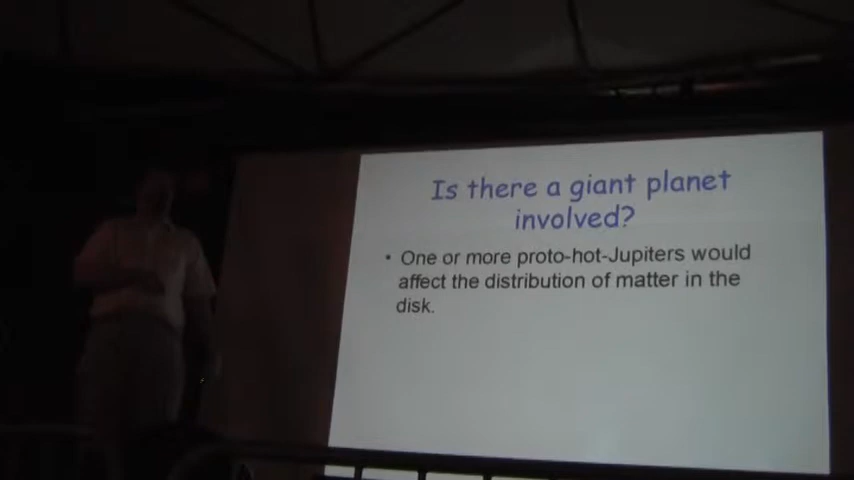 Is there a giant planet
involved?
• One or more proto-hot-Jupiters would
affect the distribution of matter in the
disk.